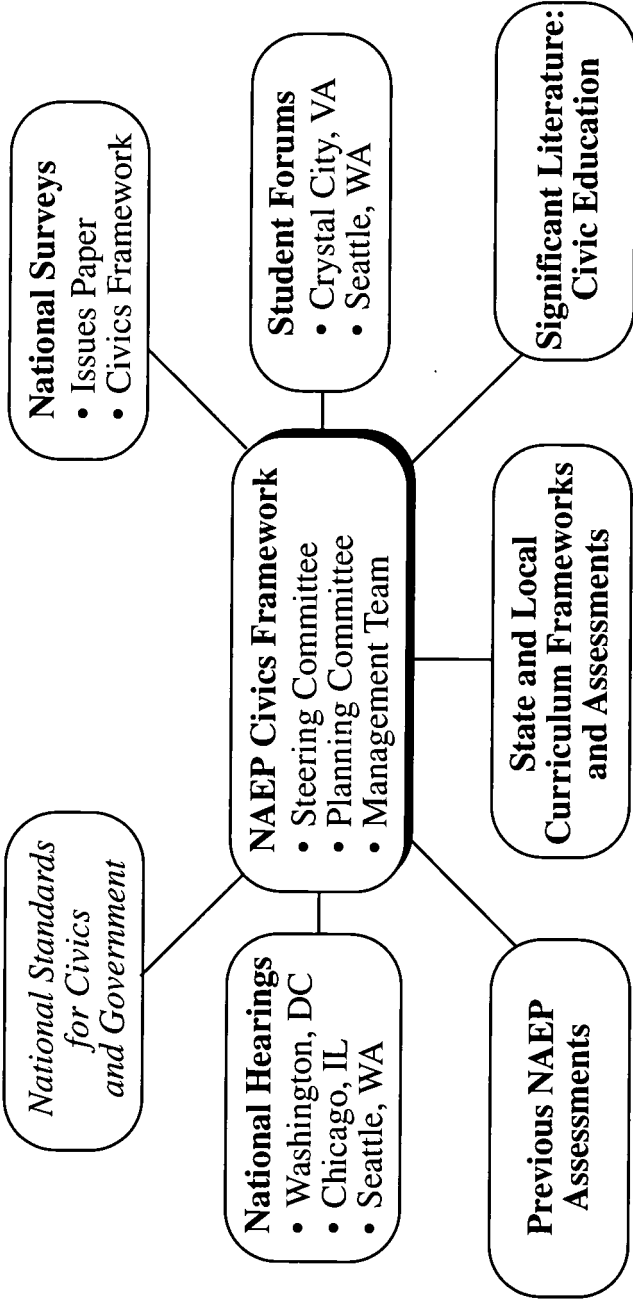 National Standards
for Civics
and Government
National Surveys
• Issues Paper
• Civics Framework
National Hearings
• Washington, DC
• Chicago, IL
• Seattle, WA
NAEP Civics Framework
• Steering Committee
• Planning Committee
• Management Team
Student Forums
• Crystal City, VA
• Seattle, WA
Previous NAEP
Assessments
State and Local
Curriculum Frameworks
and Assessments
Significant Literature:
Civic Education